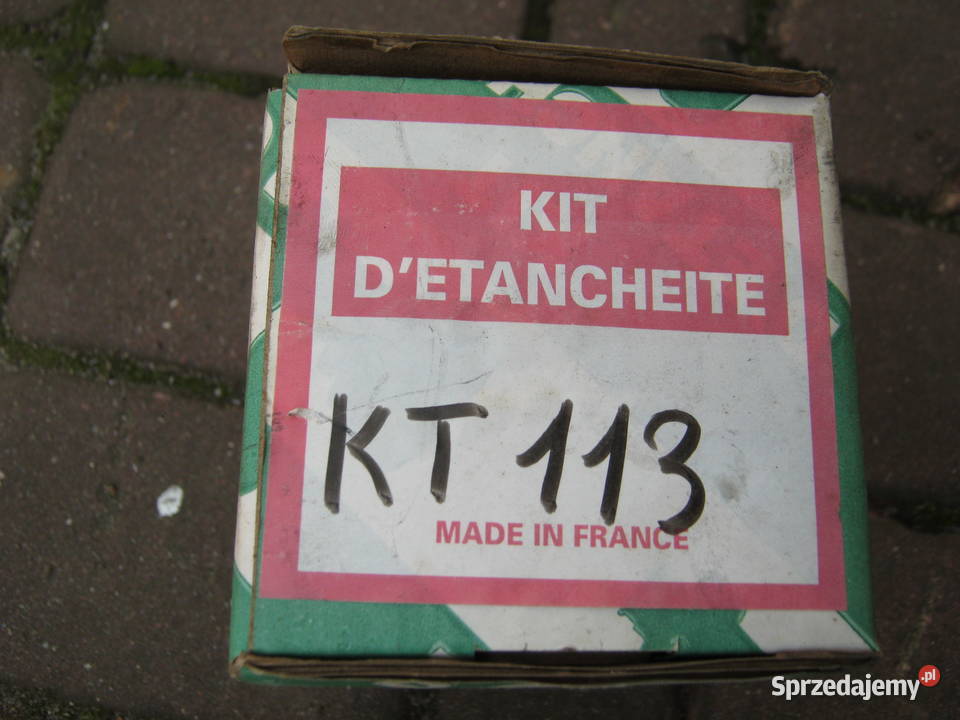 KIT
D'ETANCHEITE
KT 113
MADE IN FRANCE
Sprzedajemy.pl